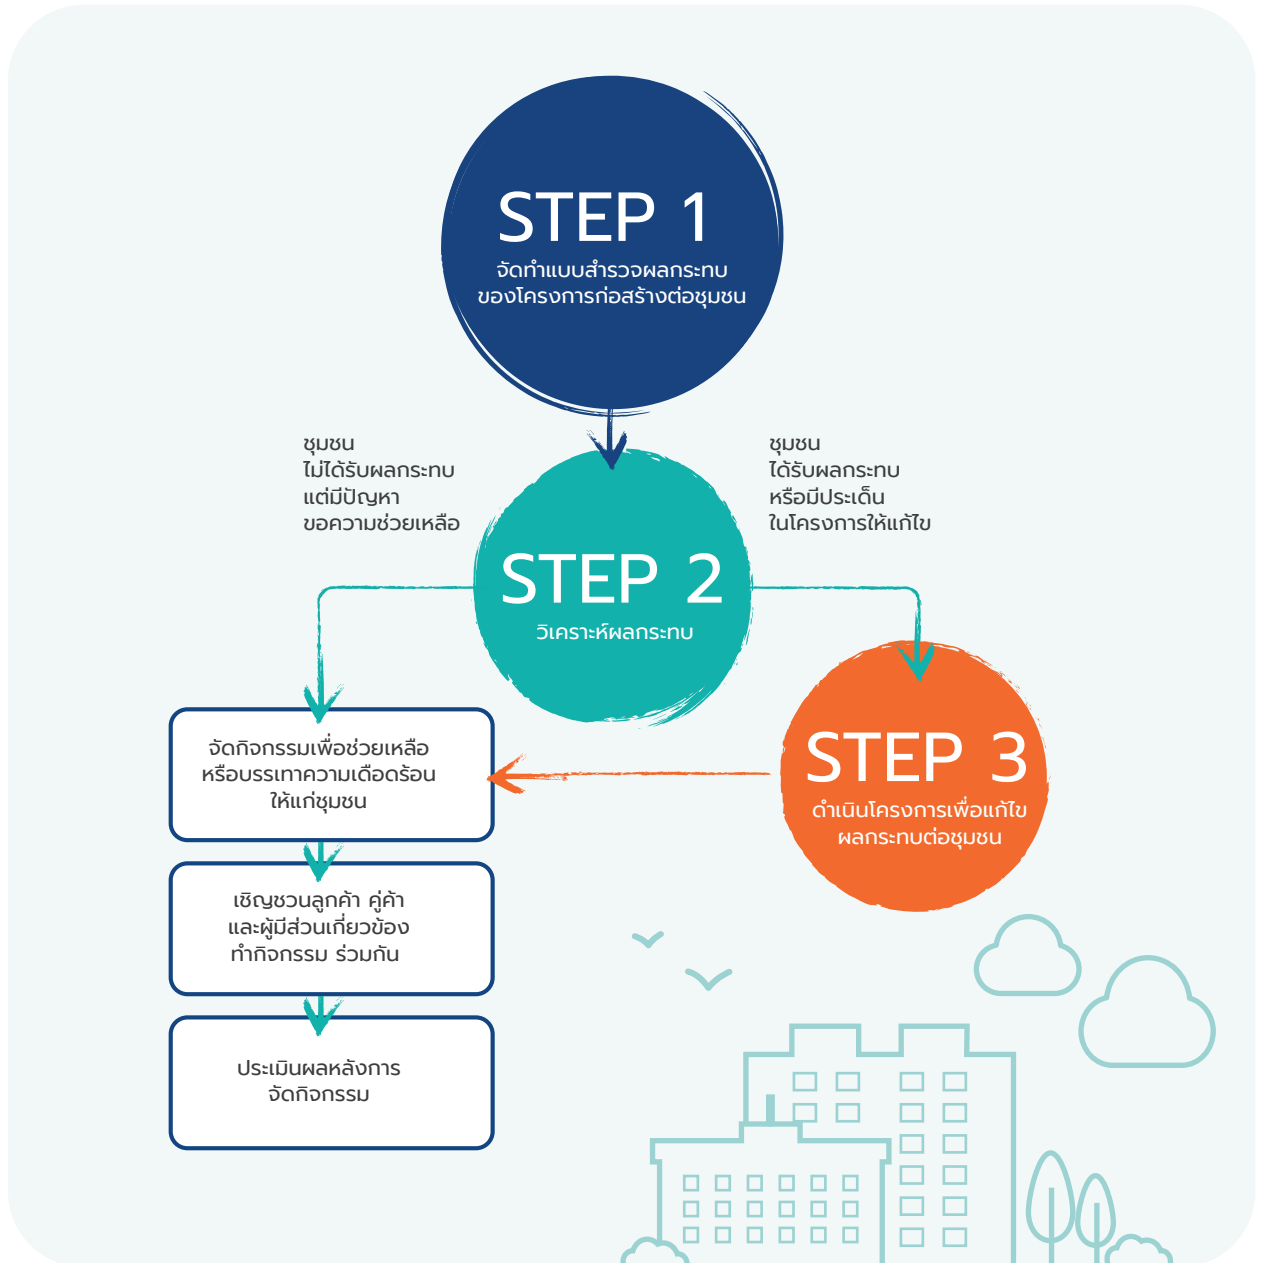 STEP 1
จัดทำแบบสำรวจผลกระทบ
ของโครงการก่อสร้างต่อชุมชน
ชุมชน
ไม่ได้รับผลกระทบ
แต่มีปัญหา
ขอความช่วยเหลือ
ชุมชน
ได้รับผลกระทบ
หรือมีประเด็น
ในโครงการให้แก้ไข
STEP 2
วิเคราะห์ผลกระทบ
STEP 3
ดำเนินโครงการเพื่อแก้ไข
ผลกระทบต่อชุมชน
จัดกิจกรรมเพื่อช่วยเหลือ
หรือบรรเทาความเดือดร้อน
ให้แก่ชุมชน
เชิญชวนลูกค้า คู่ค้า
และผู้มีส่วนเกี่ยวข้อง
ทำกิจกรรม ร่วมกัน
ประเมินผลหลังการ
จัดกิจกรรม